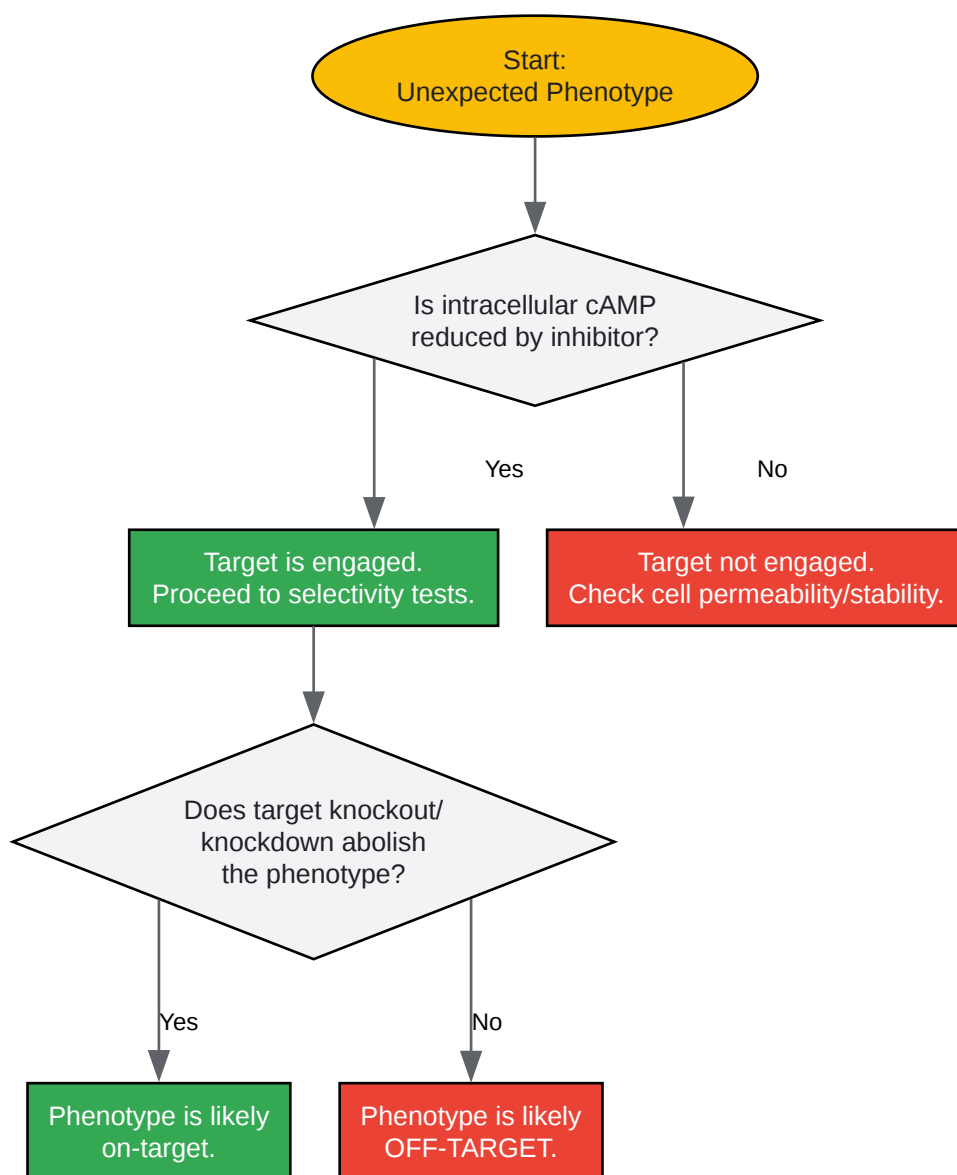 Start:
Unexpected Phenotype
Is intracellular cAMP
reduced by inhibitor?
Yes
No
Target is engaged.
Proceed to selectivity tests.
Target not engaged.
Check cell permeability/stability.
Does target knockout/
knockdown abolish
the phenotype?
Yes
No
Phenotype is likely
on-target.
Phenotype is likely
OFF-TARGET.